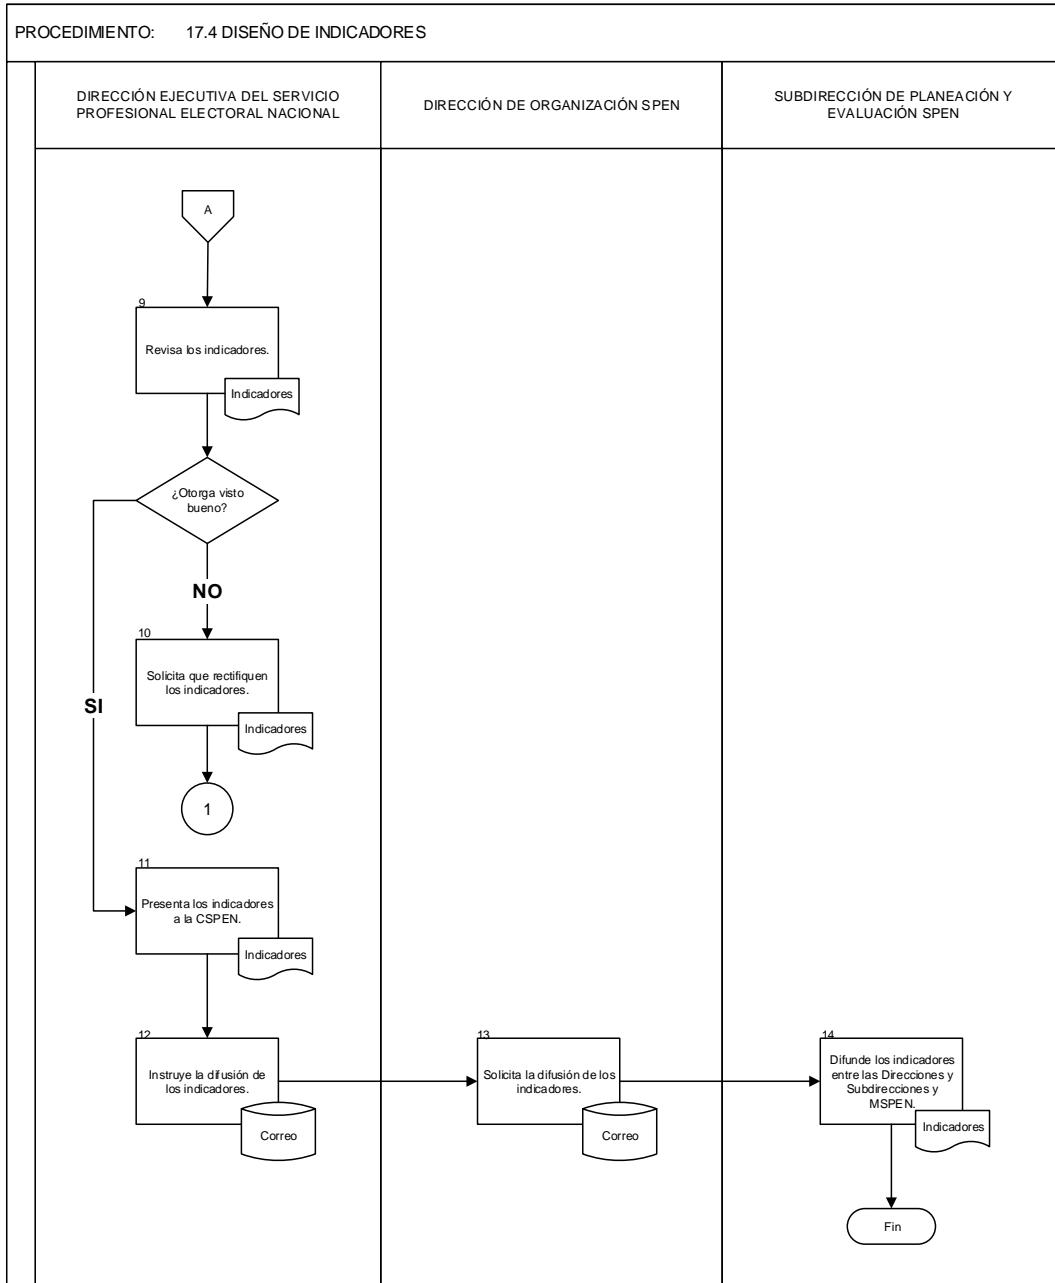 PROCEDIMIENTO: 17.4 DISEÑO DE INDICADORES
DIRECCIÓN EJECUTIVA DEL SERVICIO
PROFESIONAL ELECTORAL NACIONAL
DIRECCIÓN DE ORGANIZACIÓN SPEN
SUBDIRECCIÓN DE PLANEACIÓN Y
EVALUACIÓN SPEN
A
9
Revisa los indicadores.
Indicadores
¿Otorga visto
bueno?
NO
10
Solicita que rectifiquen
los indicadores.
Indicadores
SI
1
11
Presenta los indicadores
a la CSPEN.
Indicadores
12
Instruye la difusión de
los indicadores.
Correo
13
Solicita la difusión de los
indicadores.
Correo
14
Difunde los indicadores
entre las Direcciones y
Subdirecciones y
MSPEN.
Indicadores
Fin